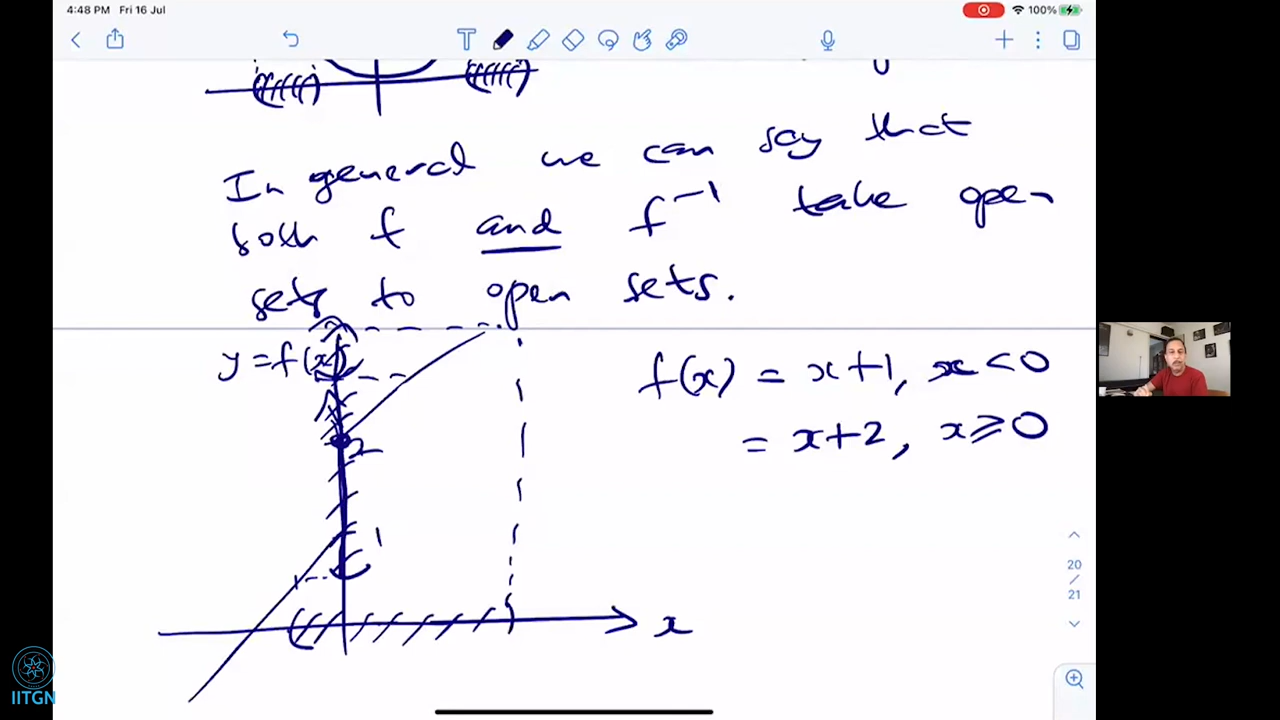 4:48 PM Fri 16 Jul
100%
T
In general we can say that
both f and f⁻¹ take open
sets to open sets.
y = f(x)
f(x) = x+1, x < 0
= x+2, x ⩾ 0
2
1
x
20
/
21
IITGN